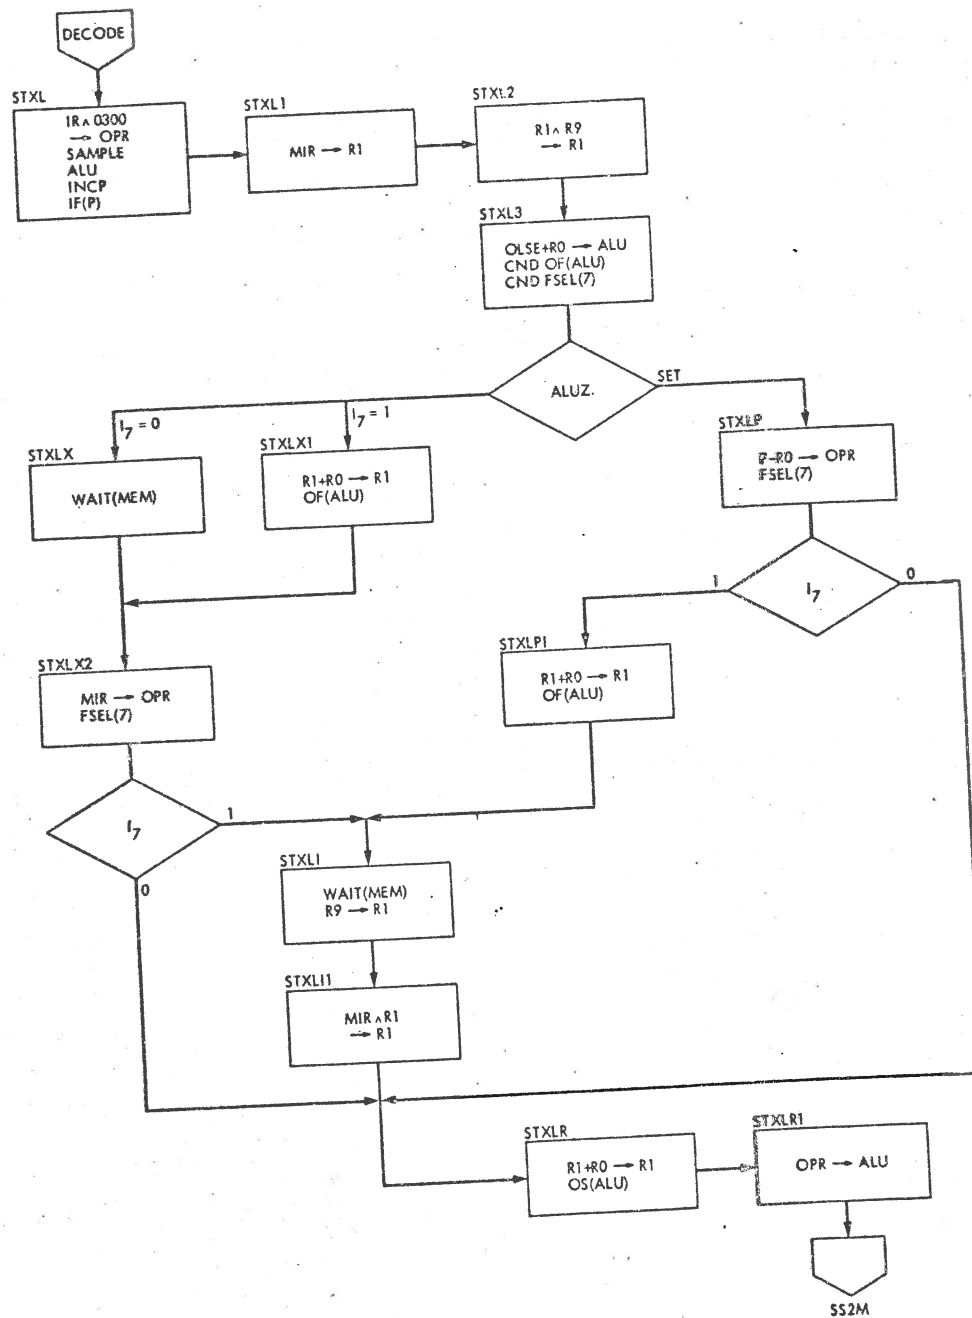 DECODE
STXL
IR∧0300
→ OPR
SAMPLE
ALU
INCP
IF(P)
STXL1
MIR → R1
STXL2
R1∧R9
→ R1
STXL3
OLSE+R0 → ALU
CND OF(ALU)
CND FSEL(7)
ALUZ.
SET
I7=0
I7=1
STXLX
WAIT(MEM)
STXLX1
R1+R0 → R1
OF(ALU)
STXLP
P-R0 → OPR
FSEL(7)
I7
1
0
STXLPI
R1+R0 → R1
OF(ALU)
STXLX2
MIR → OPR
FSEL(7)
I7
1
0
STXLI
WAIT(MEM)
R9 → R1
STXLI1
MIR∧R1
→ R1
STXLR
R1+R0 → R1
OS(ALU)
STXLR1
OPR → ALU
SS2M